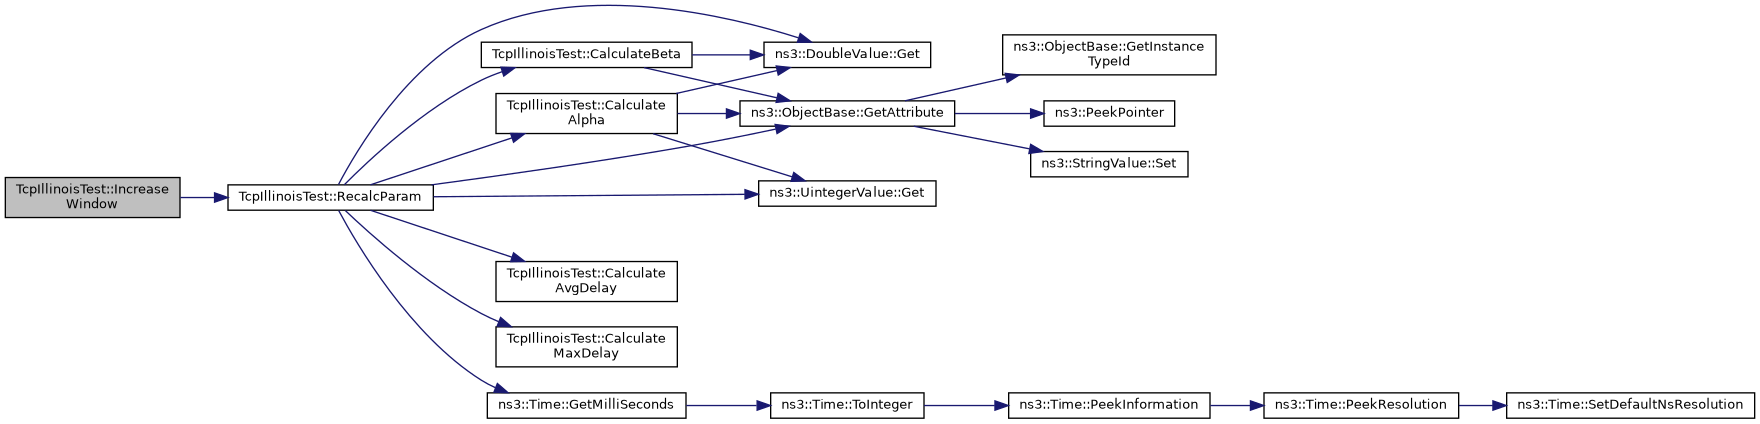 TcpIllinoisTest::Increase
Window
TcpIllinoisTest::RecalcParam
TcpIllinoisTest::CalculateBeta
TcpIllinoisTest::Calculate
Alpha
TcpIllinoisTest::Calculate
AvgDelay
TcpIllinoisTest::Calculate
MaxDelay
ns3::Time::GetMilliSeconds
ns3::DoubleValue::Get
ns3::ObjectBase::GetAttribute
ns3::UintegerValue::Get
ns3::Time::ToInteger
ns3::ObjectBase::GetInstance
TypeId
ns3::PeekPointer
ns3::StringValue::Set
ns3::Time::PeekInformation
ns3::Time::PeekResolution
ns3::Time::SetDefaultNsResolution